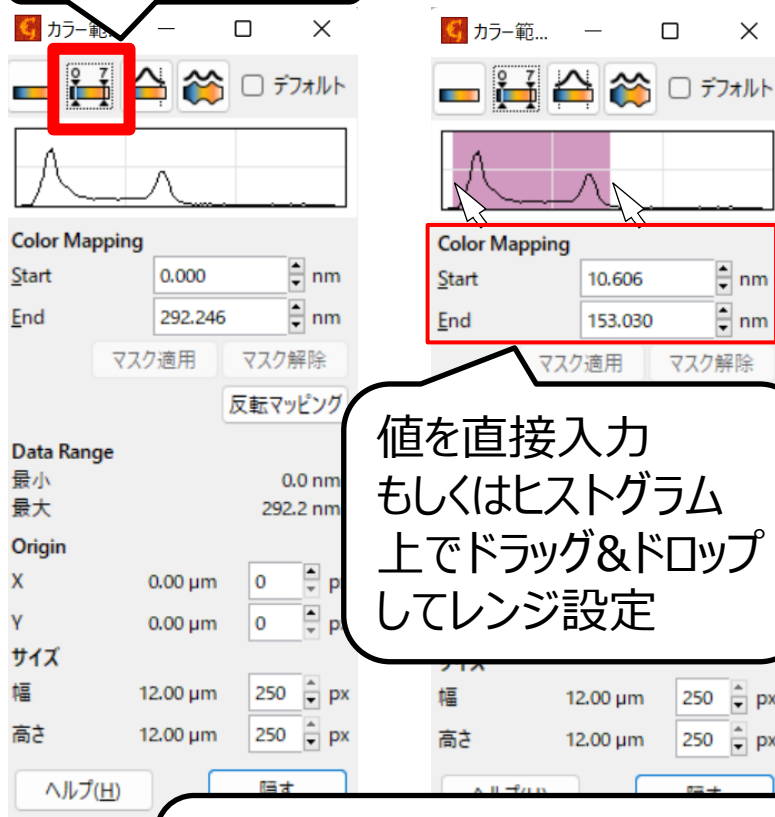 カラー範...
デフォルト
Color Mapping
Start 0.000 nm
End 292.246 nm
マスク適用 マスク解除
反転マッピング
Data Range
最小 0.0 nm
最大 292.2 nm
Origin
X 0.00 µm 0
Y 0.00 µm 0
サイズ
幅 12.00 µm 250 px
高さ 12.00 µm 250 px
ヘルプ(H)
カラー範...
デフォルト
Color Mapping
Start 10.606 nm
End 153.030 nm
マスク適用 マスク解除
値を直接入力
もしくはヒストグラム
上でドラッグ&ドロップ
してレンジ設定
幅 12.00 µm 250 px
高さ 12.00 µm 250 px